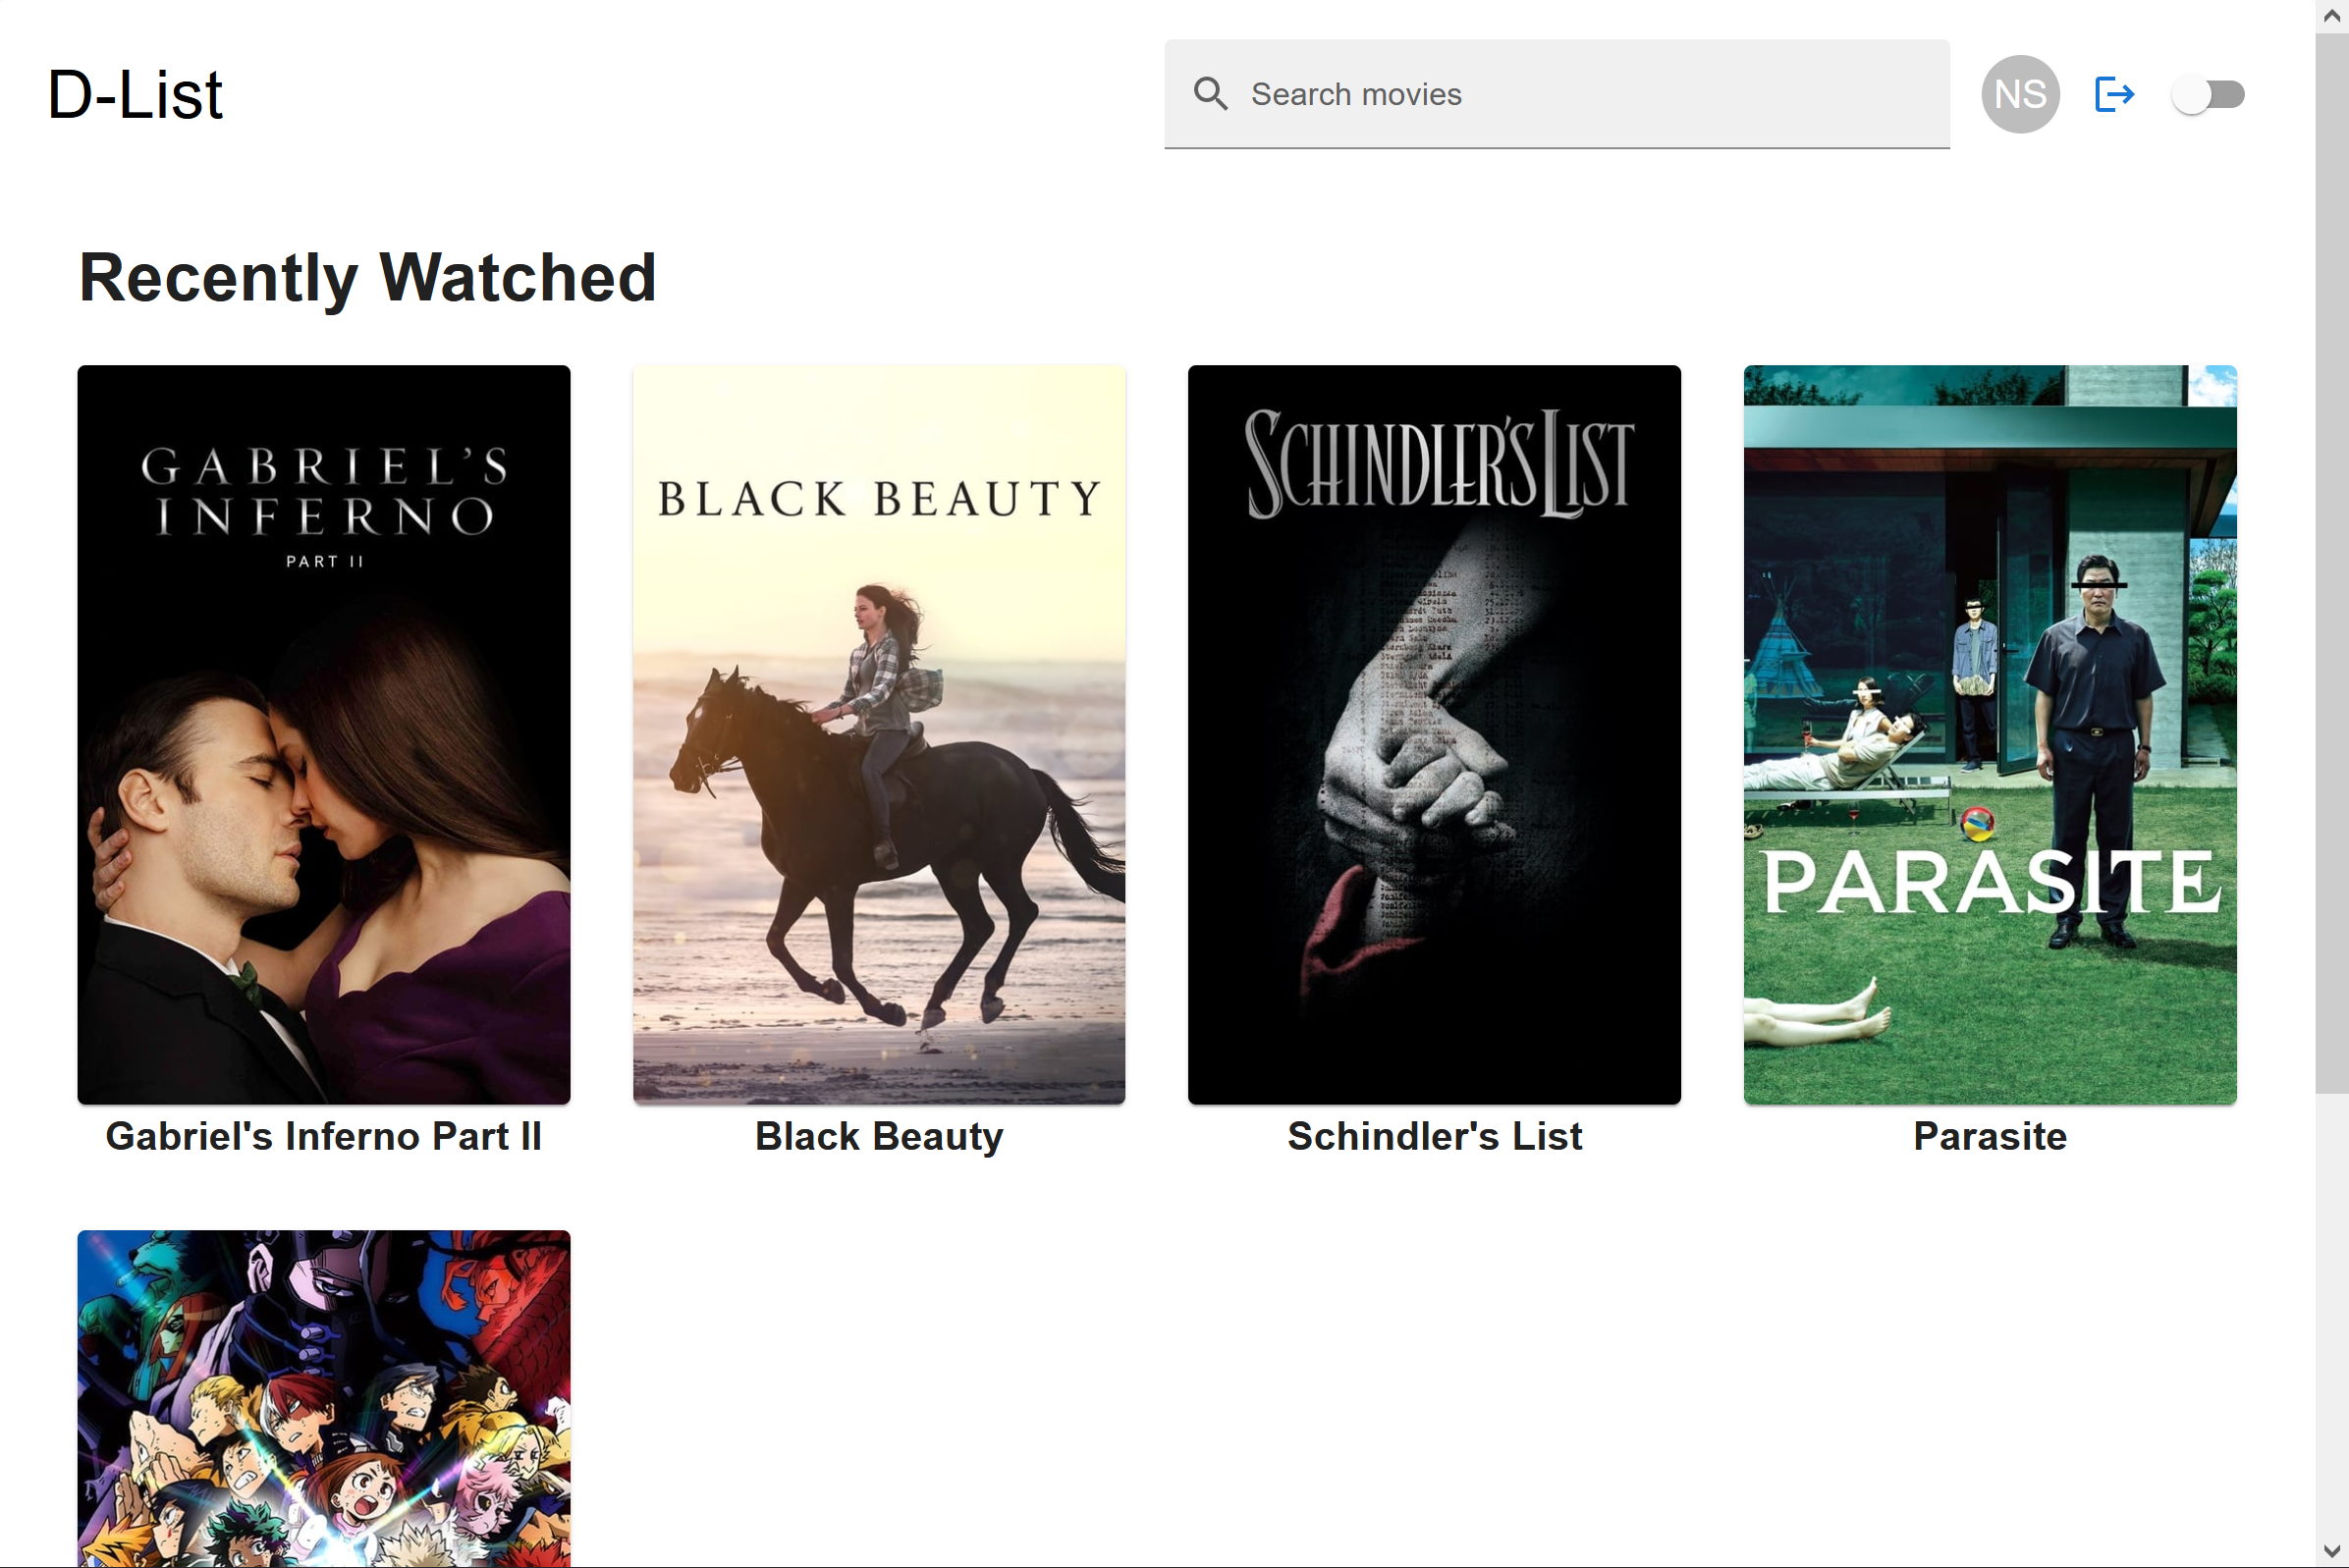 D-List
Search movies
NS
Recently Watched
GABRIEL'S
INFERNO
PART II
BLACK BEAUTY
SCHINDLER'S LIST
PARASITE
Gabriel's Inferno Part II
Black Beauty
Schindler's List
Parasite